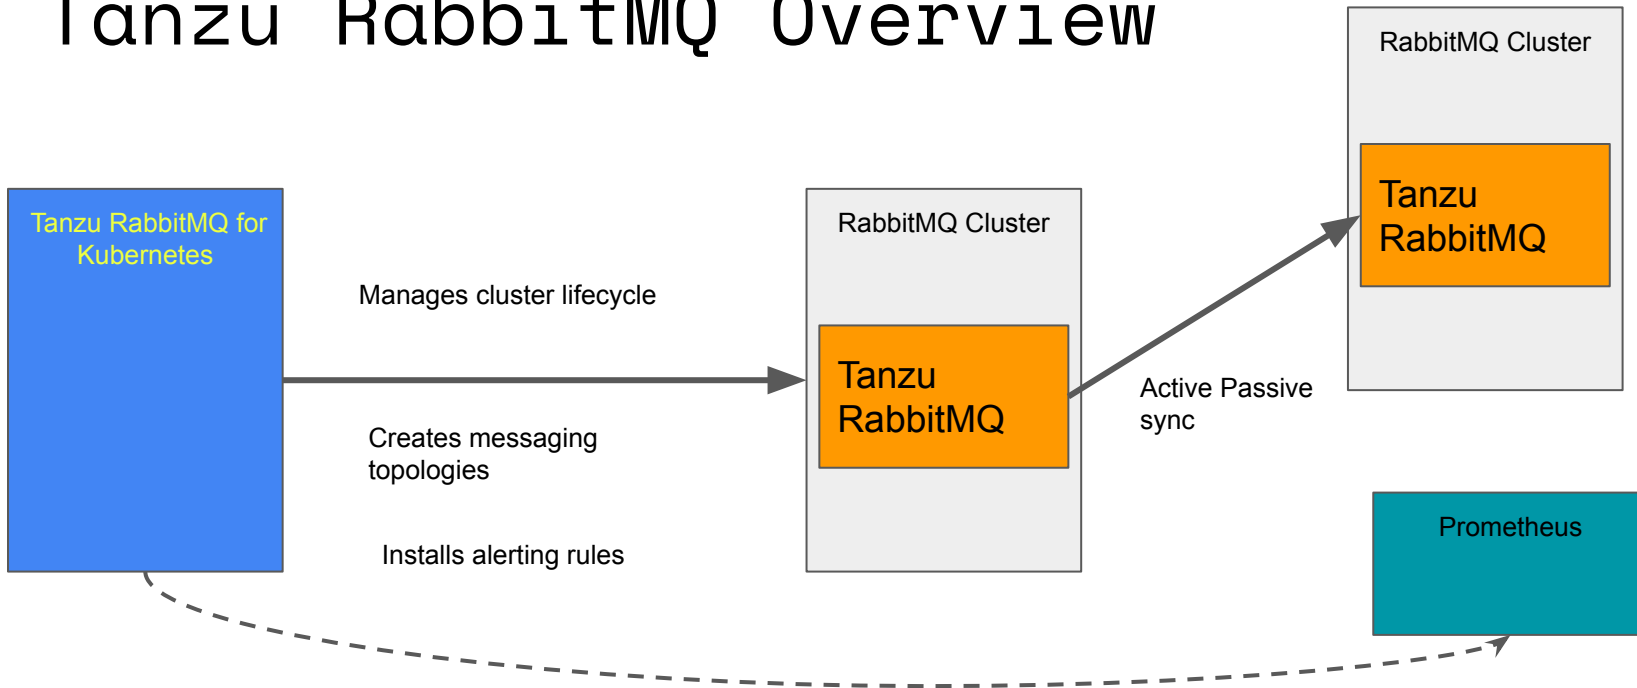 Tanzu RabbitMQ Overview
RabbitMQ Cluster
Tanzu
RabbitMQ
Tanzu RabbitMQ for
Kubernetes
Manages cluster lifecycle
Creates messaging
topologies
Installs alerting rules
RabbitMQ Cluster
Tanzu
RabbitMQ
Active Passive
sync
Prometheus